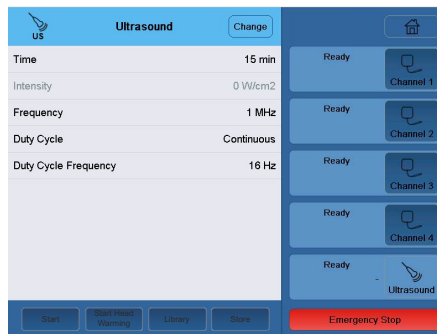 US
Ultrasound
Change
Time 15 min
Intensity 0 W/cm2
Frequency 1 MHz
Duty Cycle Continuous
Duty Cycle Frequency 16 Hz
Start
Start Head Warming
Library
Store
Ready
Channel 1
Ready
Channel 2
Ready
Channel 3
Ready
Channel 4
Ready
-
Ultrasound
Emergency Stop